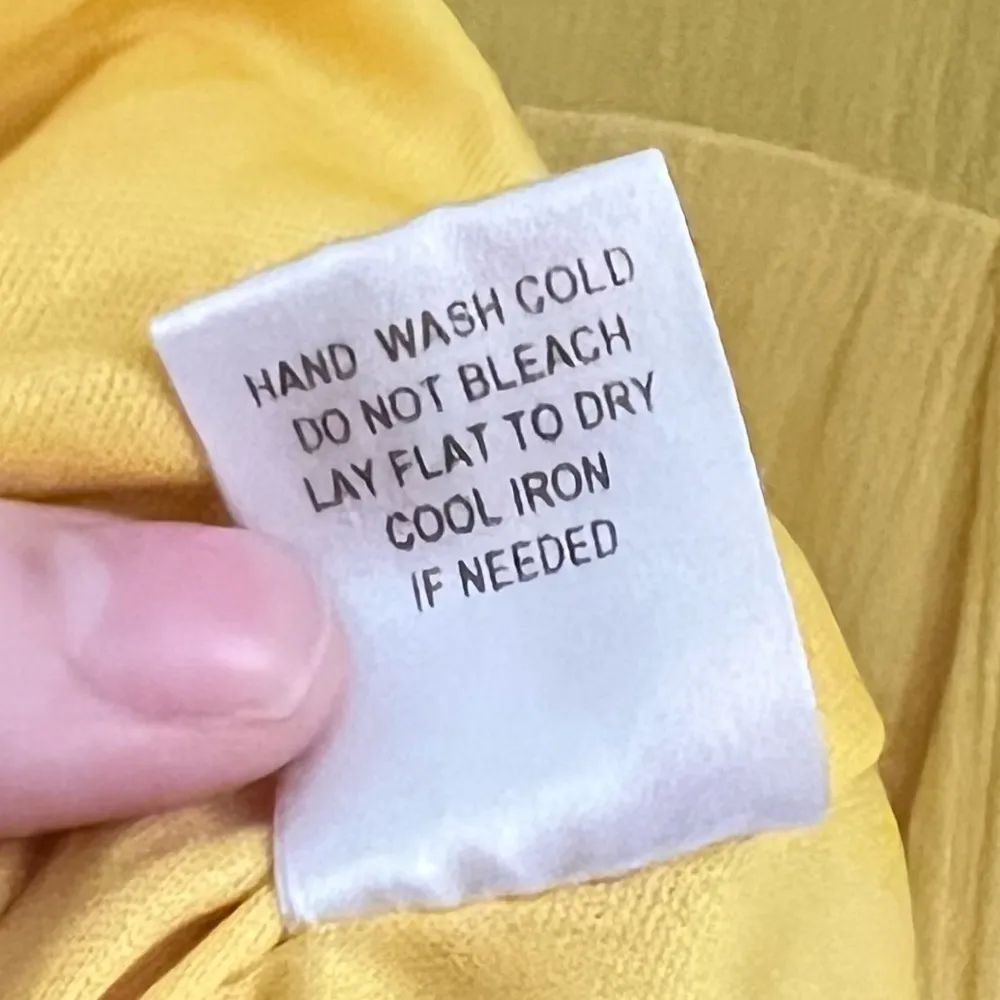 HAND WASH COLD
DO NOT BLEACH
LAY FLAT TO DRY
COOL IRON
IF NEEDED